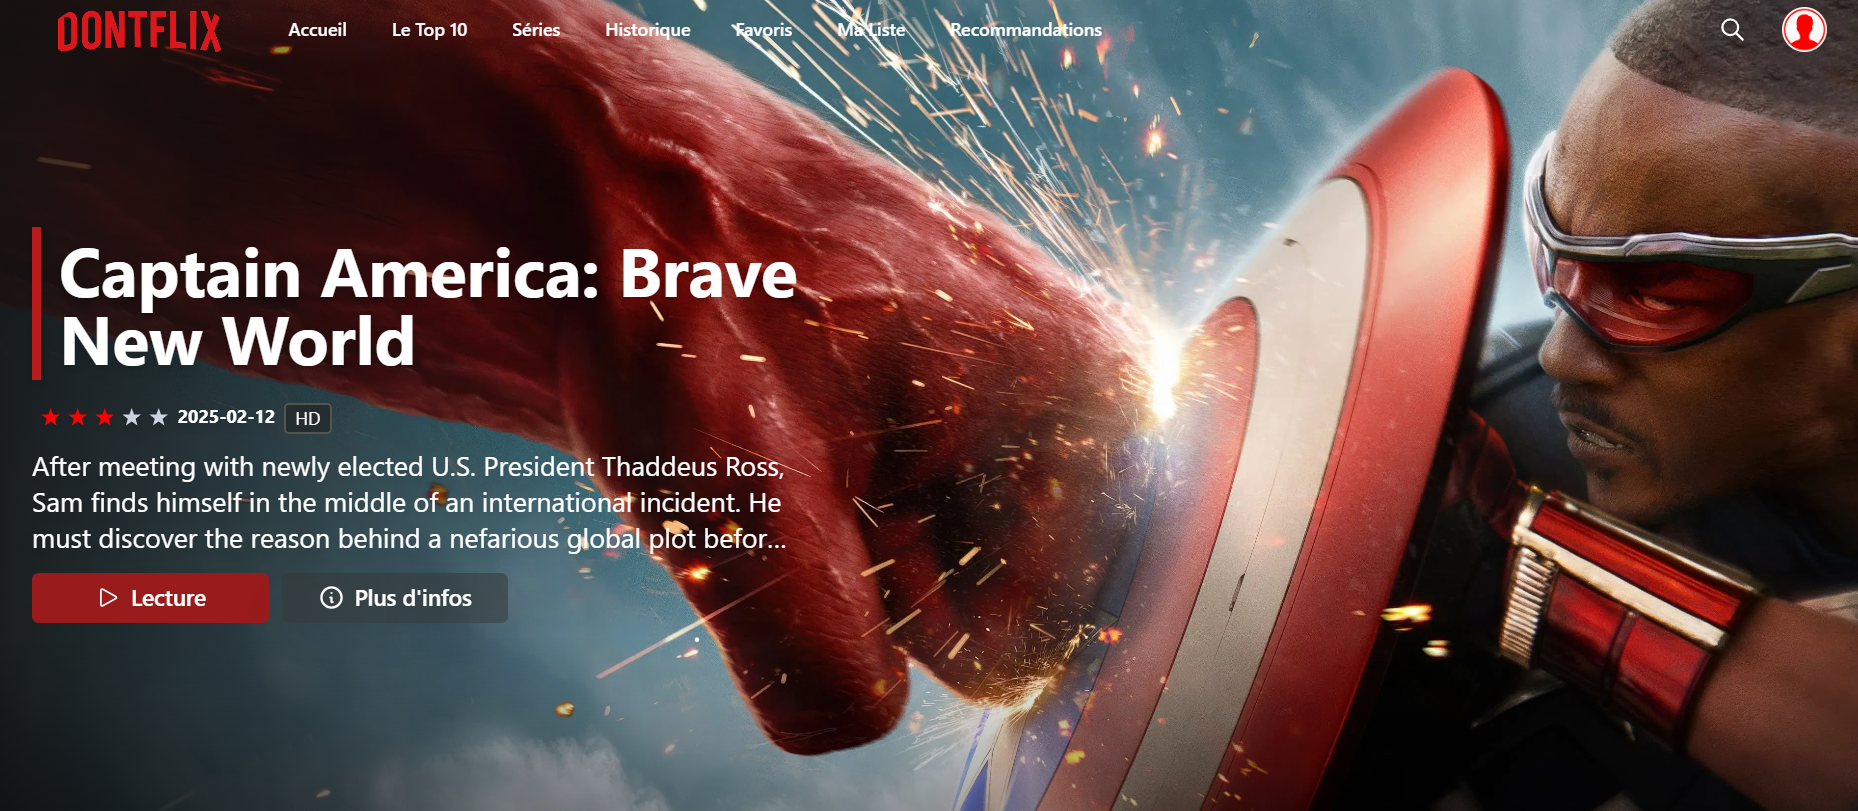 DONTFLIX
Accueil
Le Top 10
Séries
Historique
Favoris
Ma Liste
Recommandations
Captain America: Brave
New World
2025-02-12
HD
After meeting with newly elected U.S. President Thaddeus Ross,
Sam finds himself in the middle of an international incident. He
must discover the reason behind a nefarious global plot befor...
Lecture
Plus d'infos